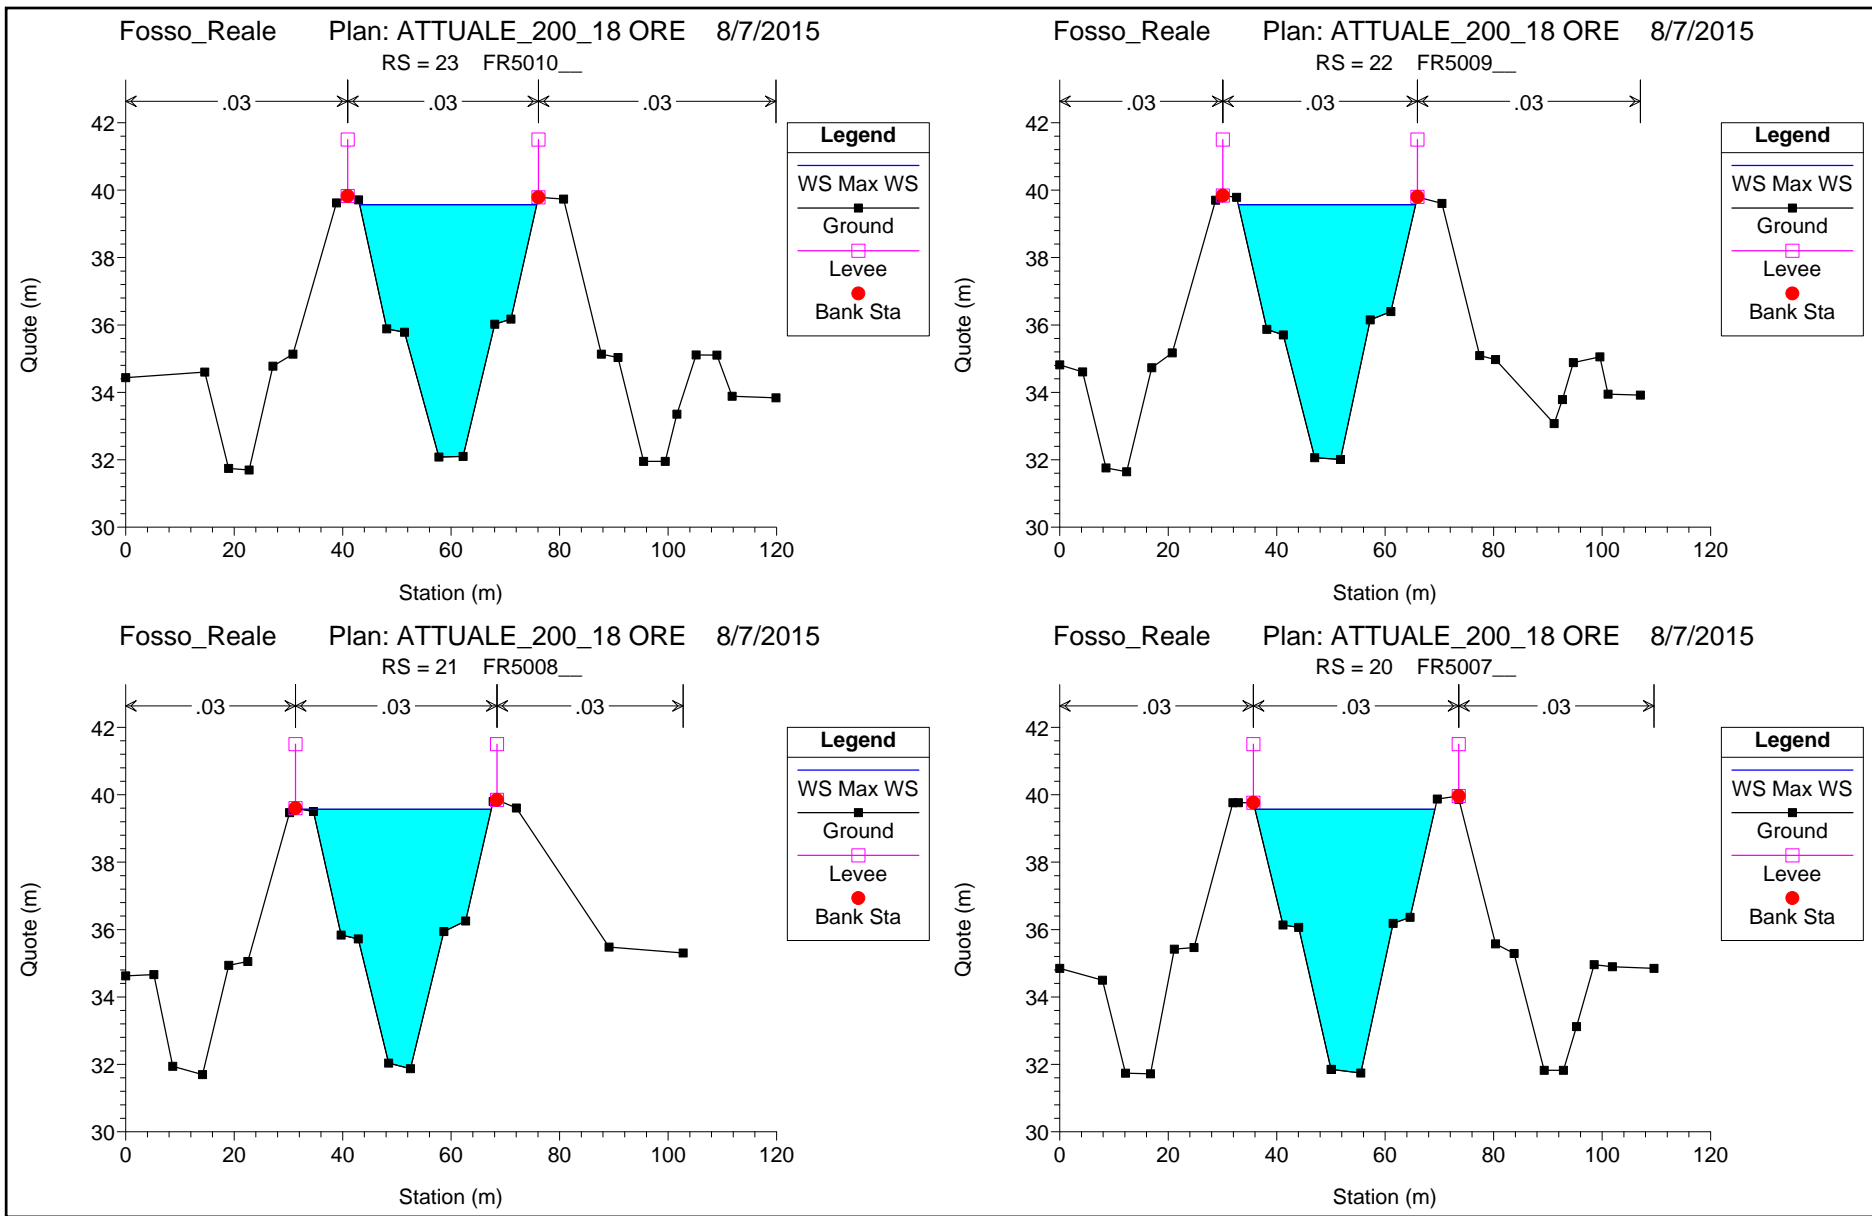 Fosso_Reale Plan: ATTUALE_200_18 ORE 8/7/2015
RS = 23 FR5010__
.03 .03 .03
42
40
38
36
34
32
30
0 20 40 60 80 100 120
Quote (m)
Station (m)
Legend
WS Max WS
Ground
Levee
Bank Sta
Fosso_Reale Plan: ATTUALE_200_18 ORE 8/7/2015
RS = 22 FR5009__
.03 .03 .03
42
40
38
36
34
32
30
0 20 40 60 80 100 120
Quote (m)
Station (m)
Legend
WS Max WS
Ground
Levee
Bank Sta
Fosso_Reale Plan: ATTUALE_200_18 ORE 8/7/2015
RS = 21 FR5008__
.03 .03 .03
42
40
38
36
34
32
30
0 20 40 60 80 100 120
Quote (m)
Station (m)
Legend
WS Max WS
Ground
Levee
Bank Sta
Fosso_Reale Plan: ATTUALE_200_18 ORE 8/7/2015
RS = 20 FR5007__
.03 .03 .03
42
40
38
36
34
32
30
0 20 40 60 80 100 120
Quote (m)
Station (m)
Legend
WS Max WS
Ground
Levee
Bank Sta